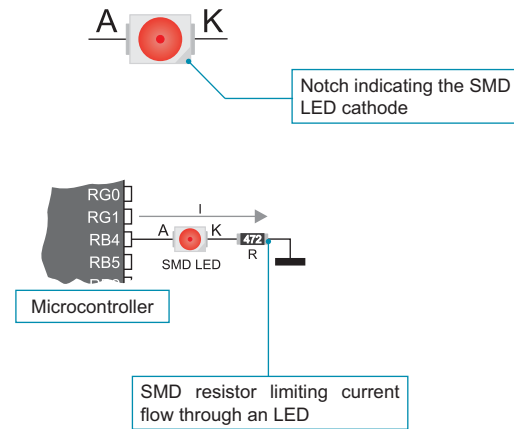 A K
Notch indicating the SMD
LED cathode
RG0
RG1
I
RB4
A K
472
RB5
SMD LED
R
Microcontroller
SMD resistor limiting current
flow through an LED